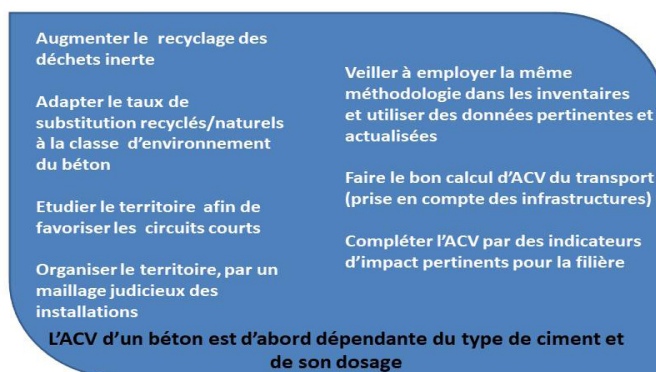 Augmenter le recyclage des
déchets inerte
Adapter le taux de
substitution recyclés/naturels
à la classe d'environnement
du béton
Etudier le territoire afin de
favoriser les circuits courts
Organiser le territoire, par un
maillage judicieux des
installations
Veiller à employer la même
méthodologie dans les inventaires
et utiliser des données pertinentes et
actualisées
Faire le bon calcul d'ACV du transport
(prise en compte des infrastructures)
Compléter l'ACV par des indicateurs
d'impact pertinents pour la filière
L'ACV d'un béton est d'abord dépendante du type de ciment et
de son dosage